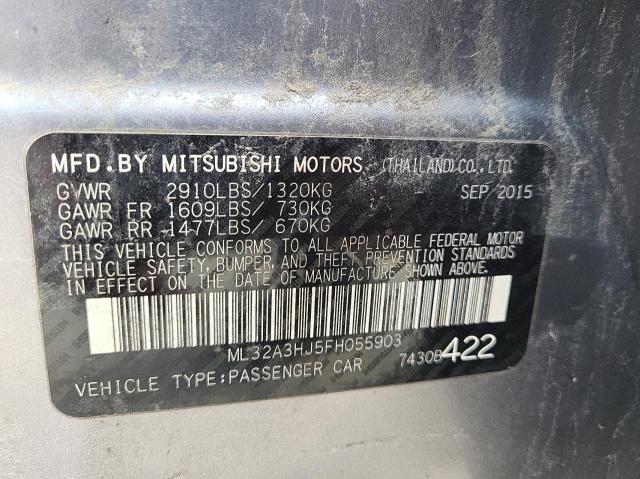 MFD. BY MITSUBISHI MOTORS (THAILAND) CO., LTD.
GVWR 2910LBS/1320KG SEP 2015
GAWR FR 1609LBS/ 730KG
GAWR RR 1477LBS/ 670KG
THIS VEHICLE CONFORMS TO ALL APPLICABLE FEDERAL MOTOR
VEHICLE SAFETY, BUMPER, AND THEFT PREVENTION STANDARDS
IN EFFECT ON THE DATE OF MANUFACTURE SHOWN ABOVE.
ML32A3HJ5FH055903
7430B422
VEHICLE TYPE:PASSENGER CAR